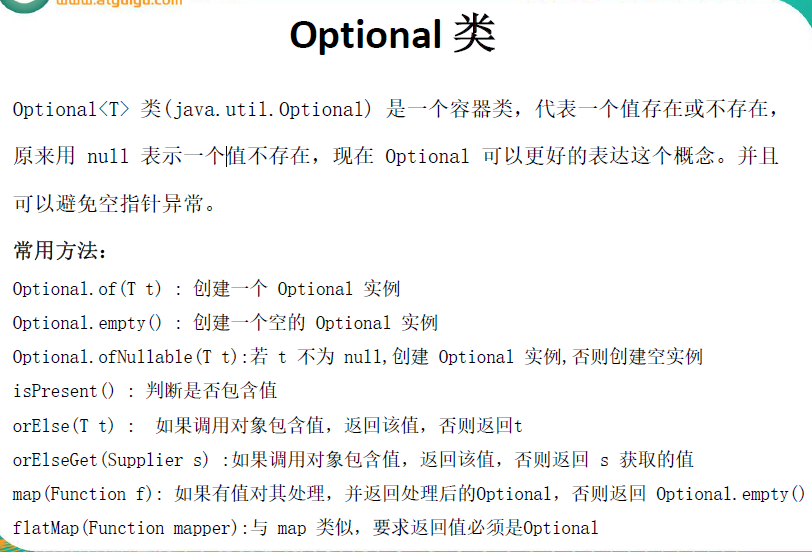 www.atguigu.com
Optional 类
Optional<T> 类(java.util.Optional) 是一个容器类，代表一个值存在或不存在，
原来用 null 表示一个值不存在，现在 Optional 可以更好的表达这个概念。并且
可以避免空指针异常。
常用方法：
Optional.of(T t) : 创建一个 Optional 实例
Optional.empty() : 创建一个空的 Optional 实例
Optional.ofNullable(T t):若 t 不为 null,创建 Optional 实例,否则创建空实例
isPresent() : 判断是否包含值
orElse(T t) :  如果调用对象包含值，返回该值，否则返回t
orElseGet(Supplier s) :如果调用对象包含值，返回该值，否则返回 s 获取的值
map(Function f): 如果有值对其处理，并返回处理后的Optional，否则返回 Optional.empty()
flatMap(Function mapper):与 map 类似，要求返回值必须是Optional